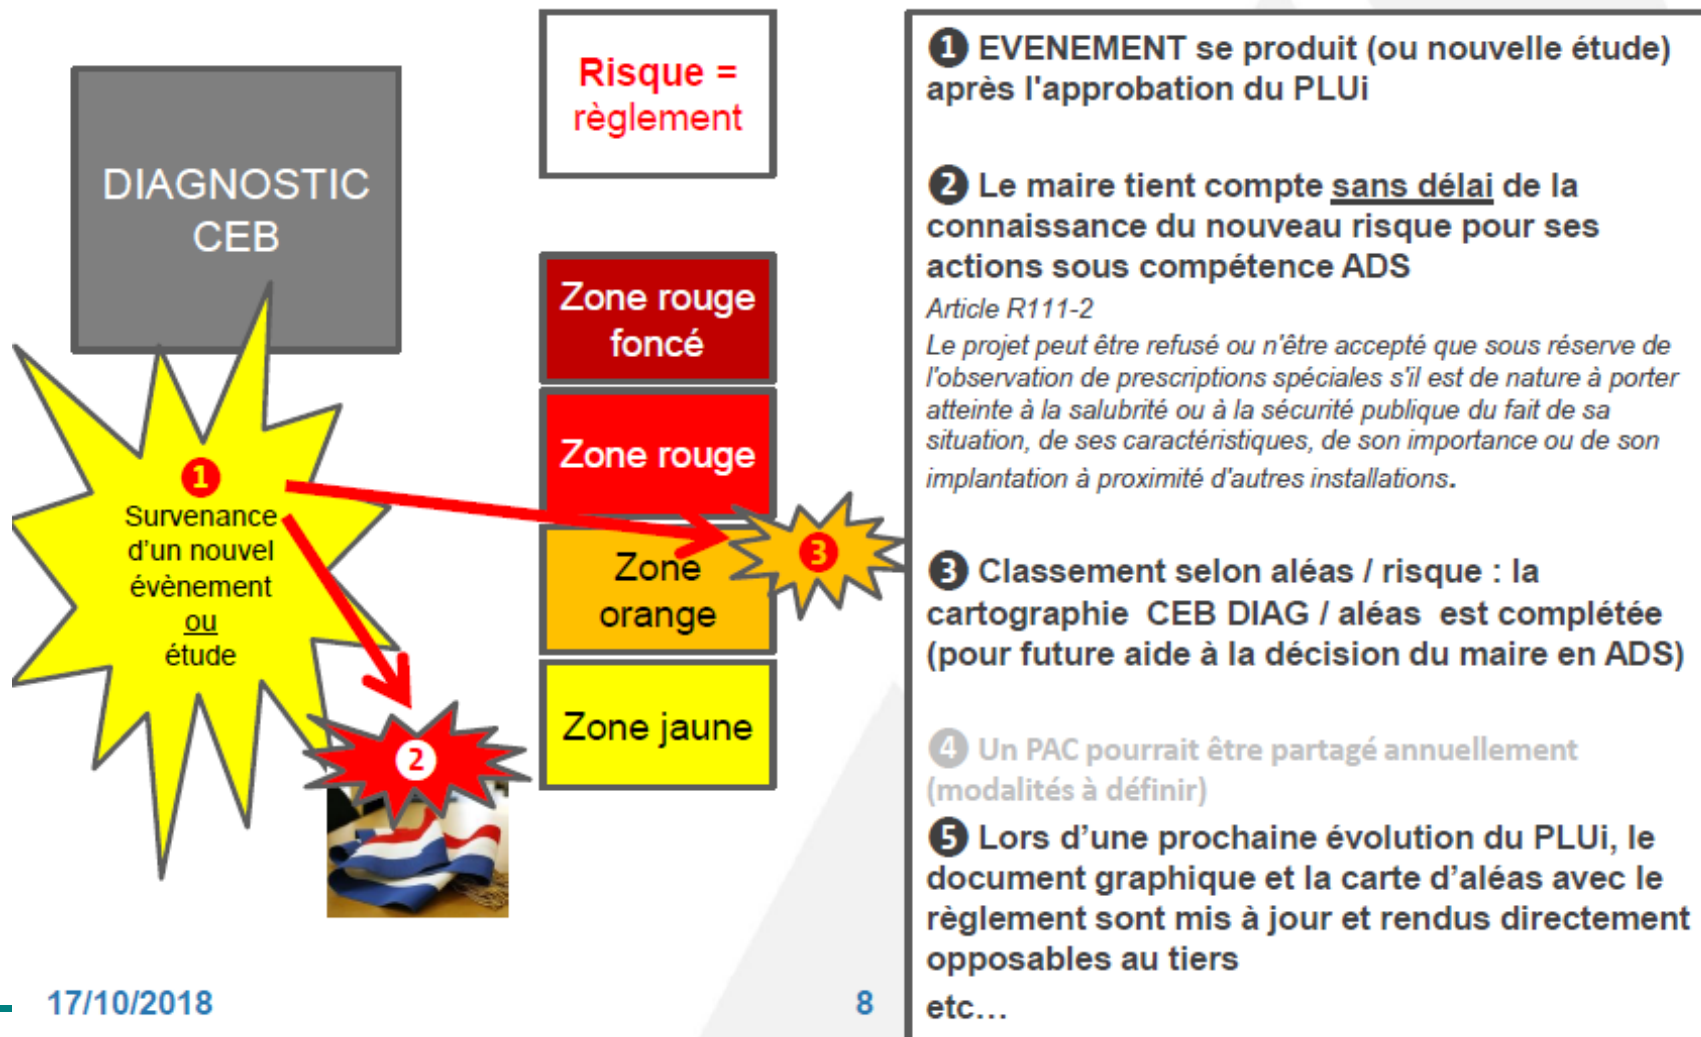 DIAGNOSTIC
CEB
❶
Survenance
d'un nouvel
évènement
ou
étude
❷
Risque =
règlement
Zone rouge
foncé
Zone rouge
Zone
orange
❸
Zone jaune
❶ EVENEMENT se produit (ou nouvelle étude)
après l'approbation du PLUi
❷ Le maire tient compte sans délai de la
connaissance du nouveau risque pour ses
actions sous compétence ADS
Article R111-2
Le projet peut être refusé ou n'être accepté que sous réserve de
l'observation de prescriptions spéciales s'il est de nature à porter
atteinte à la salubrité ou à la sécurité publique du fait de sa
situation, de ses caractéristiques, de son importance ou de son
implantation à proximité d'autres installations.
❸ Classement selon aléas / risque : la
cartographie CEB DIAG / aléas est complétée
(pour future aide à la décision du maire en ADS)
❹ Un PAC pourrait être partagé annuellement
(modalités à définir)
❺ Lors d’une prochaine évolution du PLUi, le
document graphique et la carte d’aléas avec le
règlement sont mis à jour et rendus directement
opposables au tiers
etc…
17/10/2018
8